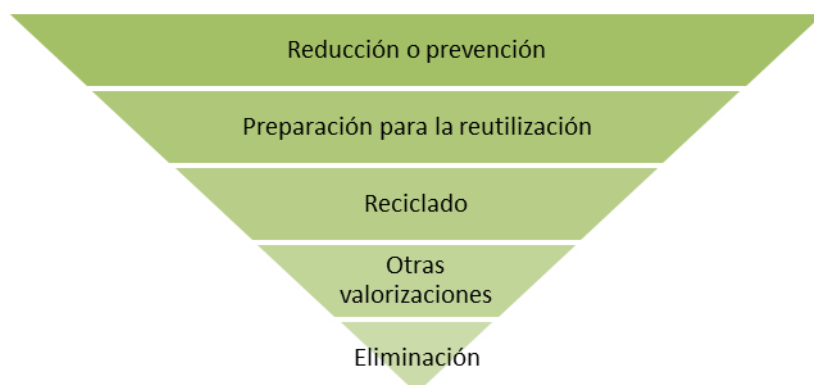 Reducción o prevención
Preparación para la reutilización
Reciclado
Otras
valorizaciones
Eliminación